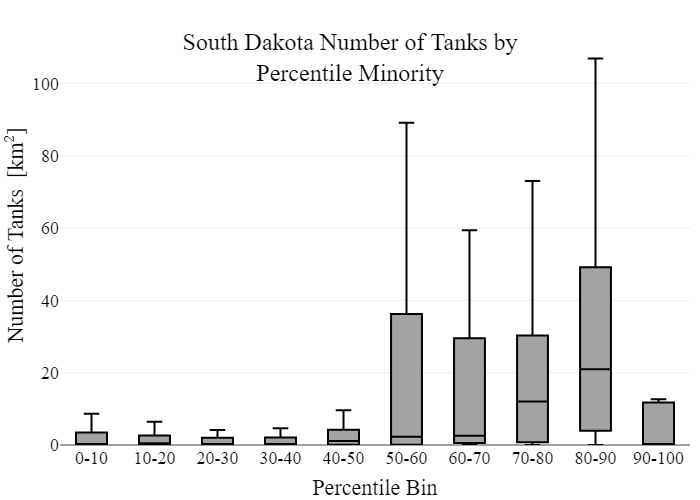 South Dakota Number of Tanks by
Percentile Minority
Number of Tanks [km²]
100
80
60
40
20
0
0-10 10-20 20-30 30-40 40-50 50-60 60-70 70-80 80-90 90-100
Percentile Bin